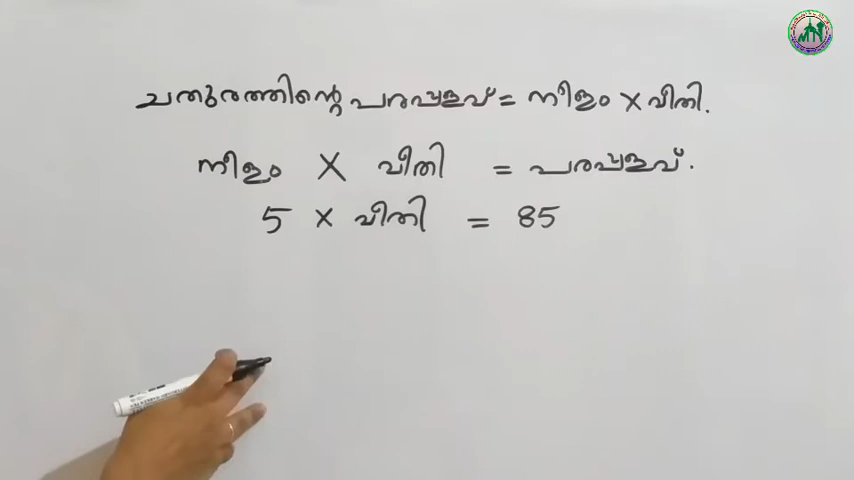 ചതുരത്തിന്റെ പരപ്പളവ് = നീളം X വീതി.
നീളം X വീതി = പരപ്പളവ്.
5 x വീതി = 85